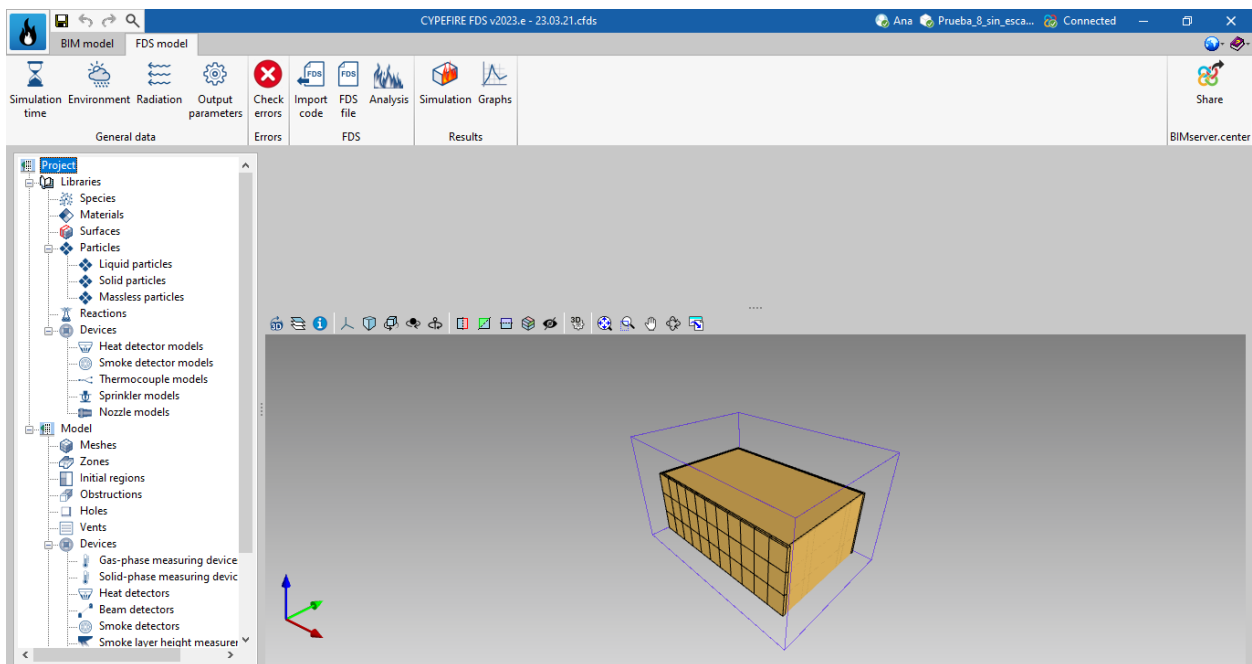 CYPEFIRE FDS v2023.e - 23.03.21.cfds
Ana Prueba_8_sin_esca... Connected
BIM model FDS model
Simulation time Environment Radiation Output parameters Check errors Import code FDS file Analysis Simulation Graphs Share
General data Errors FDS Results BIMserver.center
FDS FDS
Project
Libraries
Species
Materials
Surfaces
Particles
Liquid particles
Solid particles
Massless particles
Reactions
Devices
Heat detector models
Smoke detector models
Thermocouple models
Sprinkler models
Nozzle models
Model
Meshes
Zones
Initial regions
Obstructions
Holes
Vents
Devices
Gas-phase measuring device
Solid-phase measuring devic
Heat detectors
Beam detectors
Smoke detectors
Smoke layer height measurer
3D